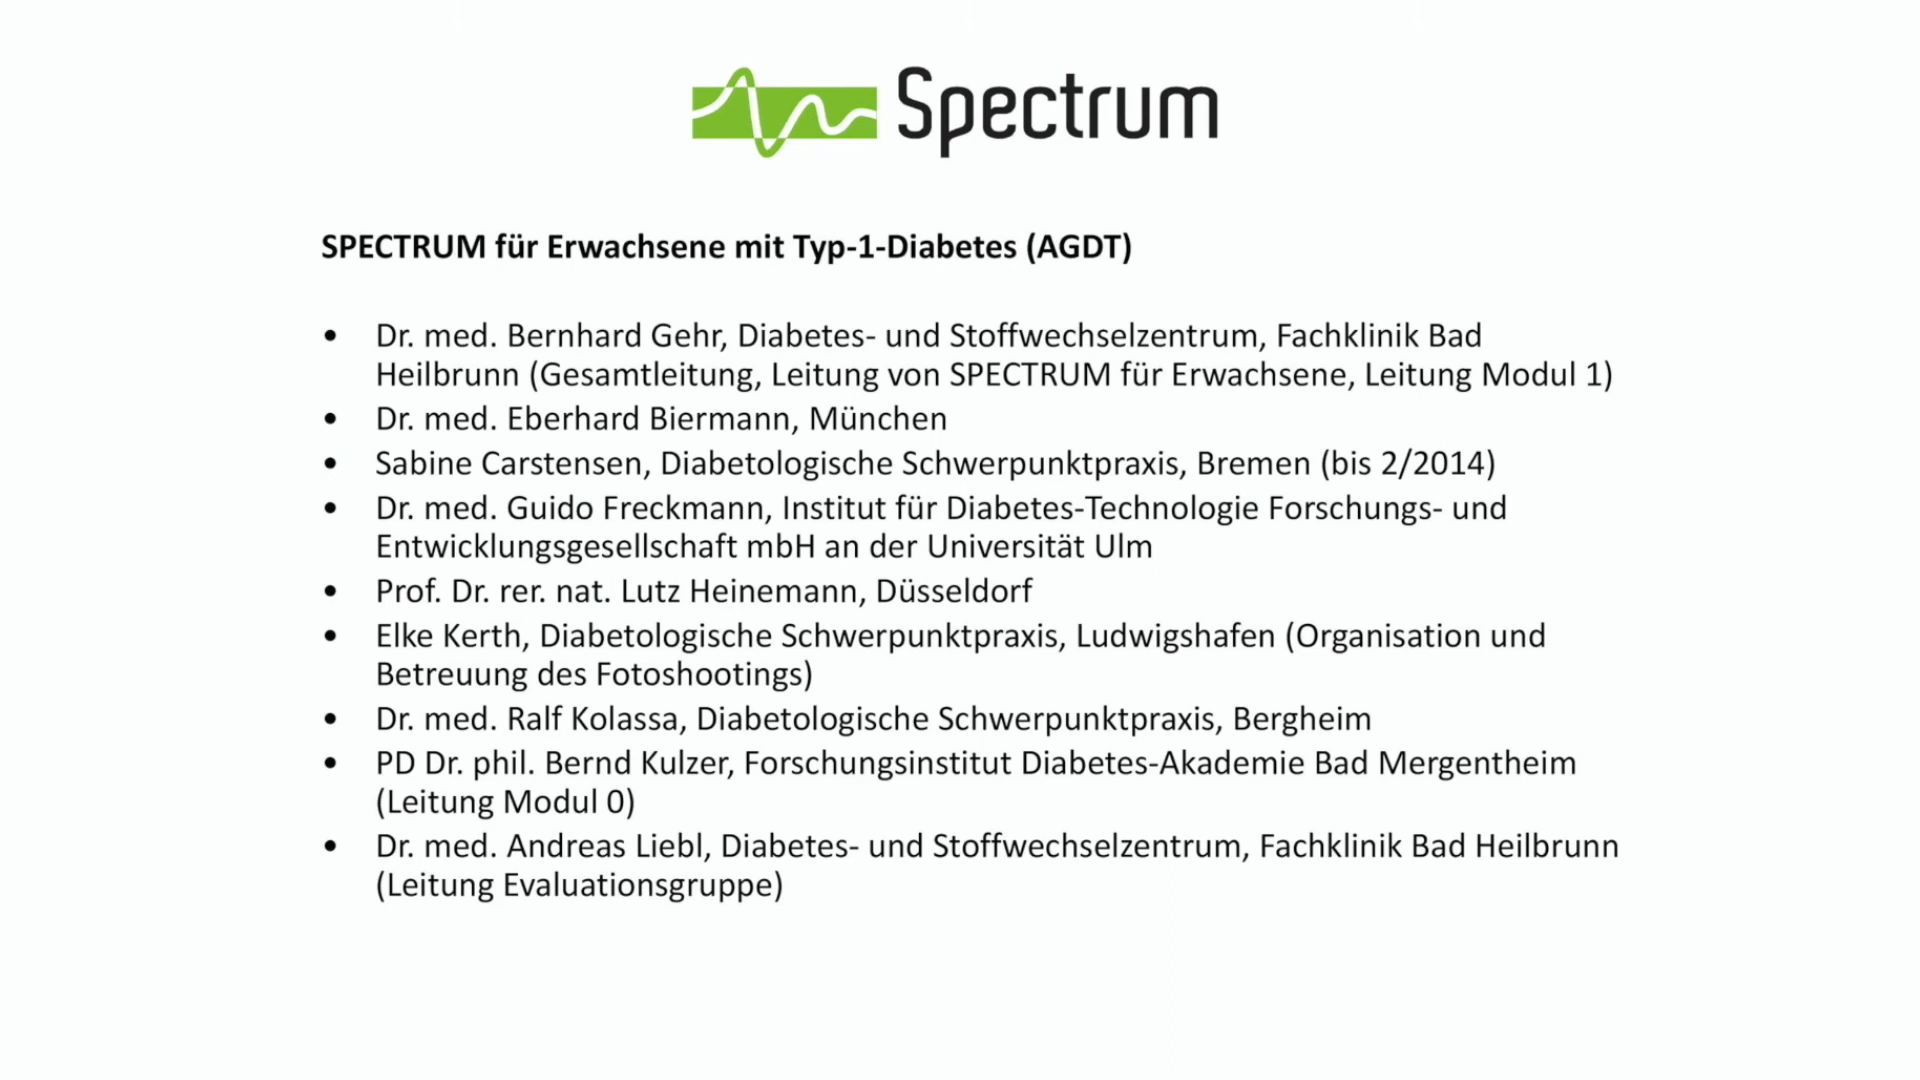 Spectrum
SPECTRUM für Erwachsene mit Typ-1-Diabetes (AGDT)
• Dr. med. Bernhard Gehr, Diabetes- und Stoffwechselzentrum, Fachklinik Bad
Heilbrunn (Gesamtleitung, Leitung von SPECTRUM für Erwachsene, Leitung Modul 1)
• Dr. med. Eberhard Biermann, München
• Sabine Carstensen, Diabetologische Schwerpunktpraxis, Bremen (bis 2/2014)
• Dr. med. Guido Freckmann, Institut für Diabetes-Technologie Forschungs- und
Entwicklungsgesellschaft mbH an der Universität Ulm
• Prof. Dr. rer. nat. Lutz Heinemann, Düsseldorf
• Elke Kerth, Diabetologische Schwerpunktpraxis, Ludwigshafen (Organisation und
Betreuung des Fotoshootings)
• Dr. med. Ralf Kolassa, Diabetologische Schwerpunktpraxis, Bergheim
• PD Dr. phil. Bernd Kulzer, Forschungsinstitut Diabetes-Akademie Bad Mergentheim
(Leitung Modul 0)
• Dr. med. Andreas Liebl, Diabetes- und Stoffwechselzentrum, Fachklinik Bad Heilbrunn
(Leitung Evaluationsgruppe)